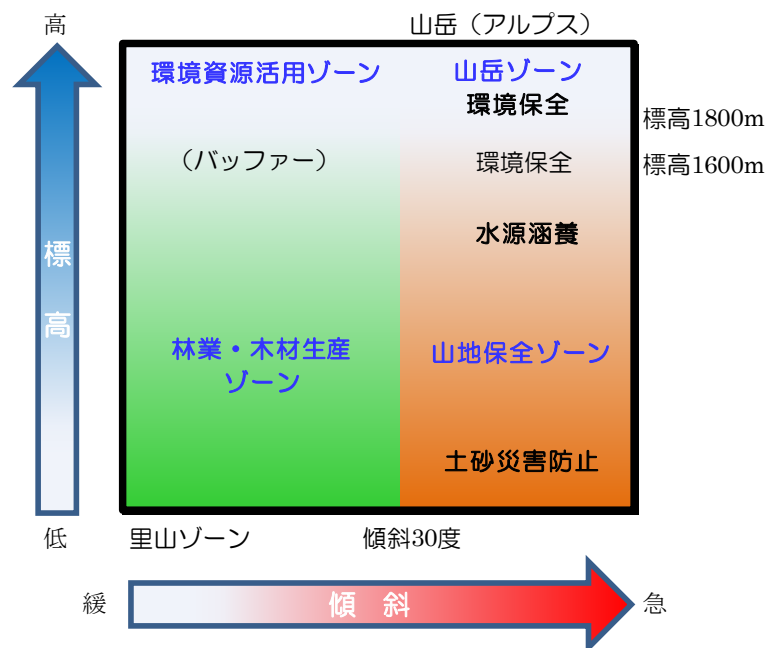 高
山岳（アルプス）
環境資源活用ゾーン
山岳ゾーン
環境保全
標高1800m
（バッファー）
環境保全
標高1600m
水源涵養
標
高
林業・木材生産
ゾーン
山地保全ゾーン
土砂災害防止
低
里山ゾーン
傾斜30度
緩
傾 斜
急